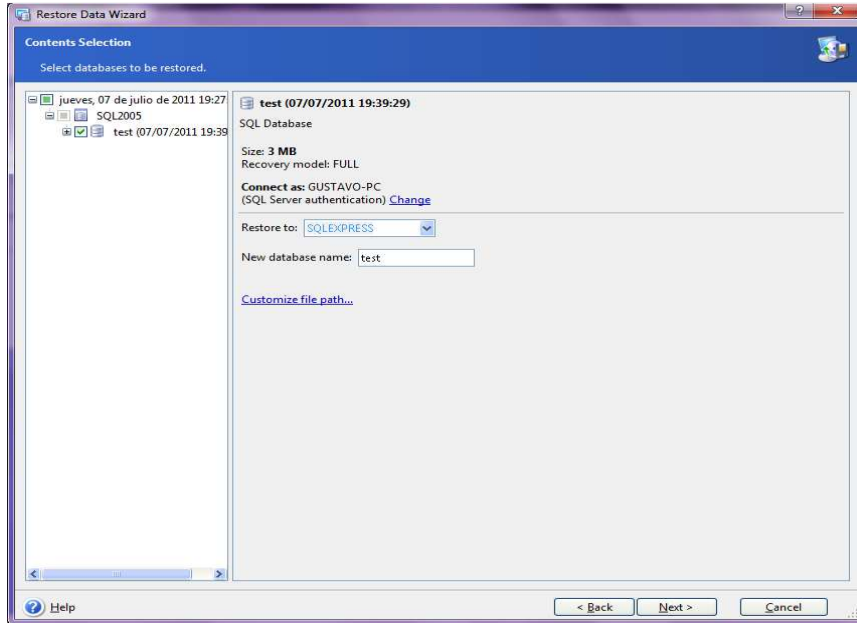 Restore Data Wizard
Contents Selection
Select databases to be restored.
jueves, 07 de julio de 2011 19:27
SQL2005
test (07/07/2011 19:39
test (07/07/2011 19:39:29)
SQL Database
Size: 3 MB
Recovery model: FULL
Connect as: GUSTAVO-PC
(SQL Server authentication) Change
Restore to: SQLEXPRESS
New database name: test
Customize file path...
Help
< Back
Next >
Cancel